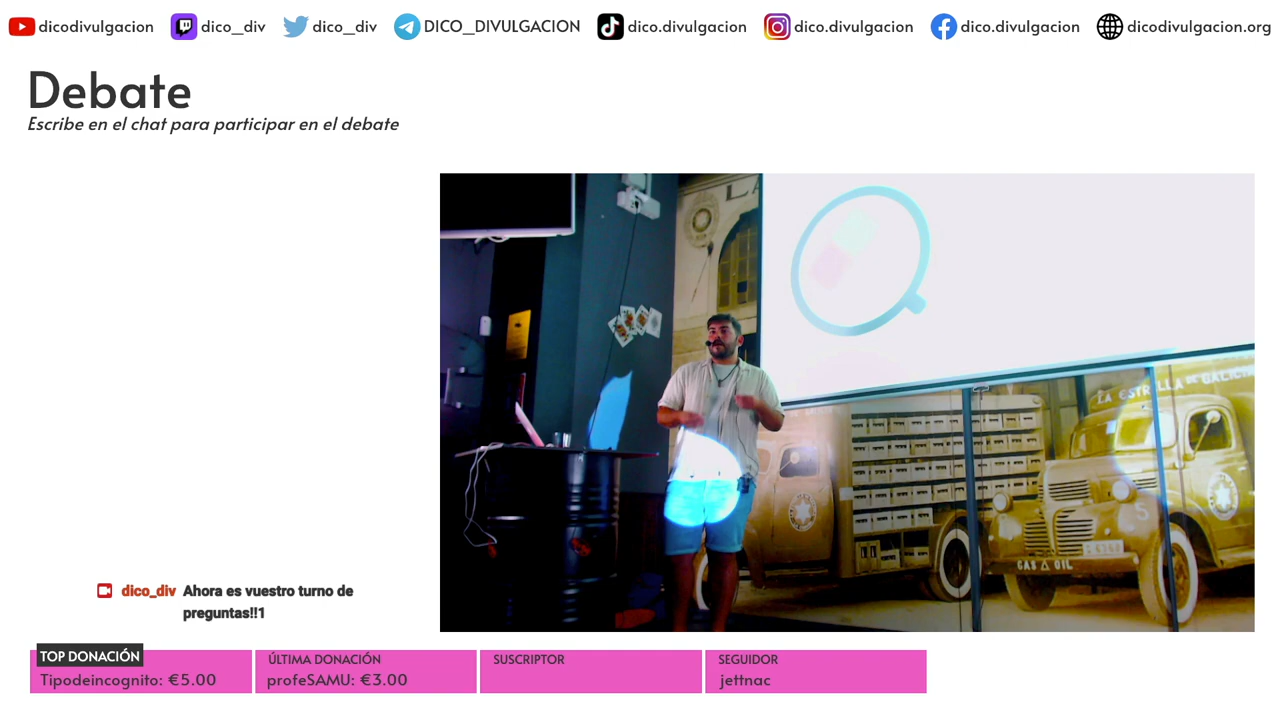 dicodivulgacion dico_div dico_div DICO_DIVULGACION dico.divulgacion dico.divulgacion dico.divulgacion dicodivulgacion.org
Debate
Escribe en el chat para participar en el debate
LA
LA ESTRELLA DE GALICIA
5
GAS Δ OIL
dico_div Ahora es vuestro turno de
preguntas!!1
TOP DONACIÓN
Tipodeincognito: €5.00
ÚLTIMA DONACIÓN
profeSAMU: €3.00
SUSCRIPTOR
SEGUIDOR
jettnac